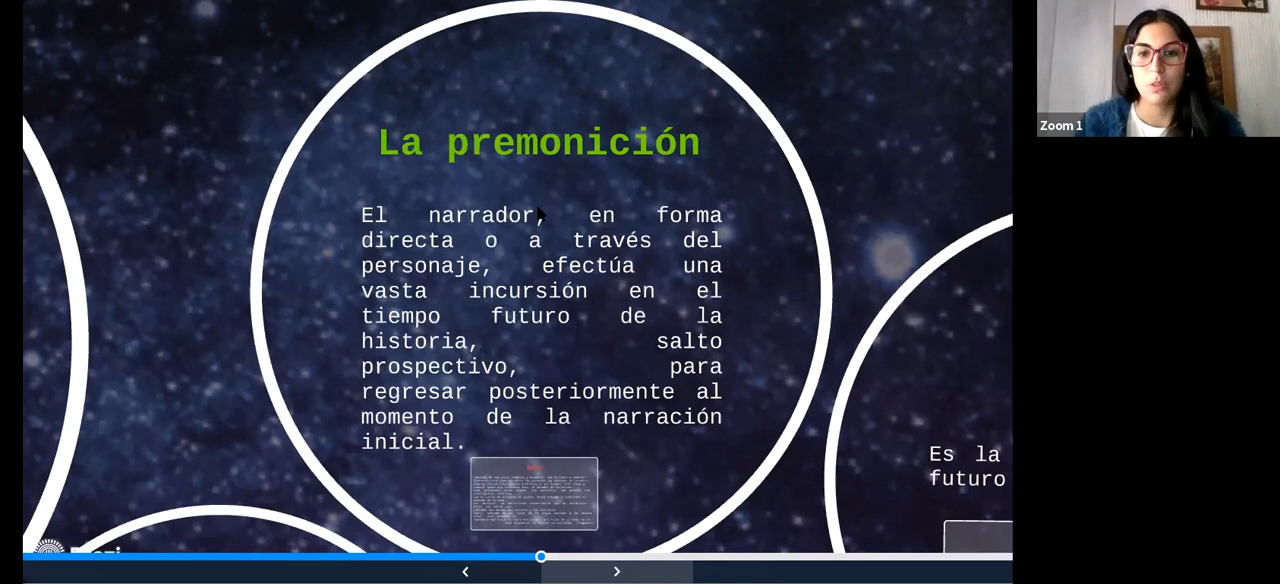 La premonición
El narrador, en forma
directa o a través del
personaje, efectúa una
vasta incursión en el
tiempo futuro de la
historia, salto
prospectivo, para
regresar posteriormente al
momento de la narración
inicial.
Es la
futuro
Zoom 1